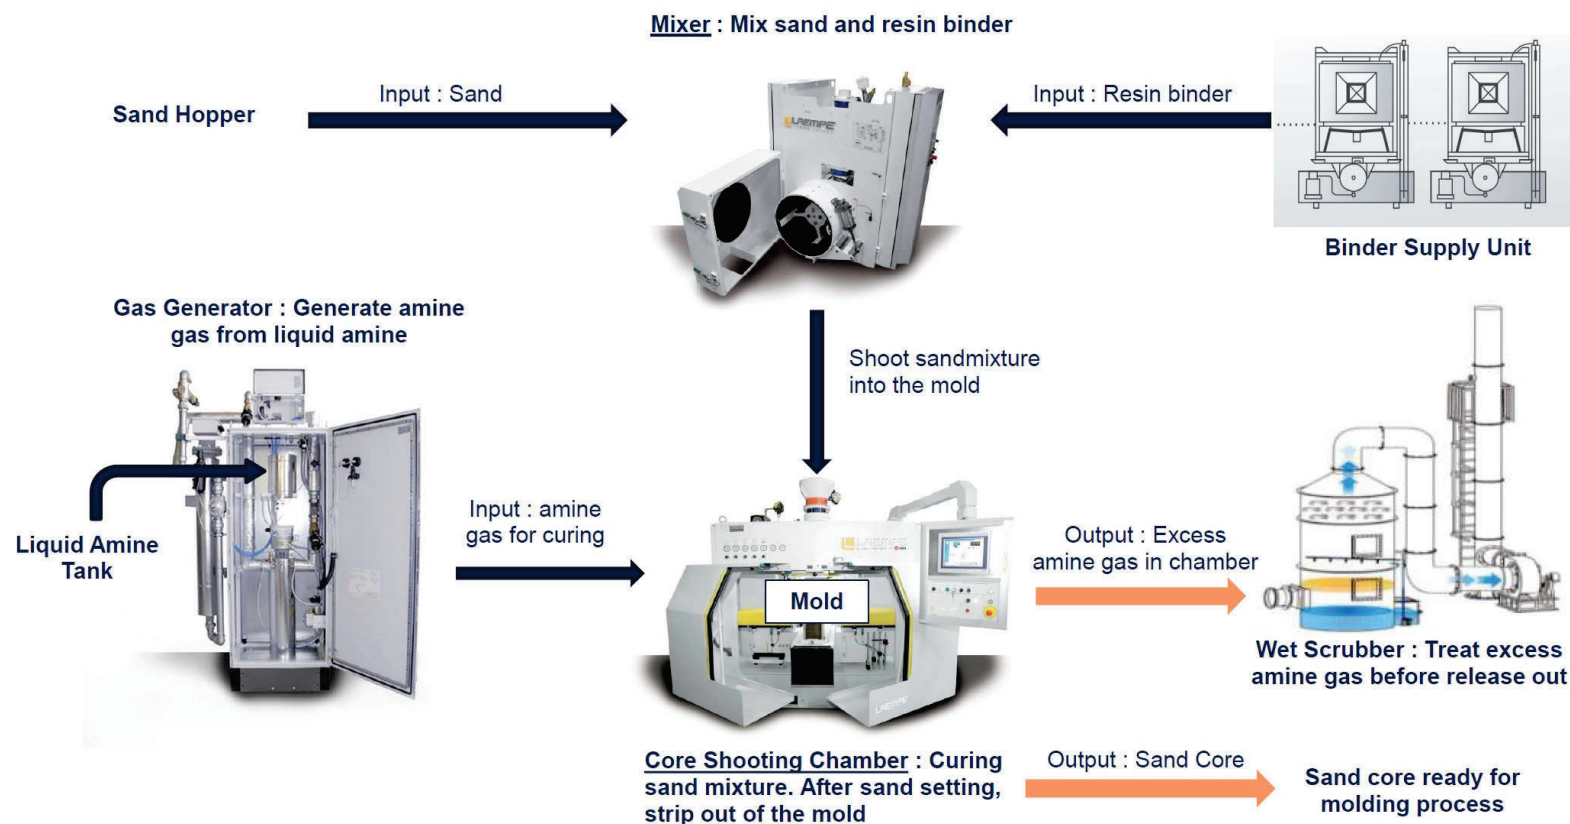 Mixer : Mix sand and resin binder
Input : Sand
Sand Hopper
Input : Resin binder
LAEMPE
Binder Supply Unit
Gas Generator : Generate amine
gas from liquid amine
Shoot sandmixture
into the mold
Liquid Amine
Tank
Input : amine
gas for curing
LAEMPE
Mold
LAEMPE
Output : Excess
amine gas in chamber
Wet Scrubber : Treat excess
amine gas before release out
Core Shooting Chamber : Curing
sand mixture. After sand setting,
strip out of the mold
Output : Sand Core
Sand core ready for
molding process